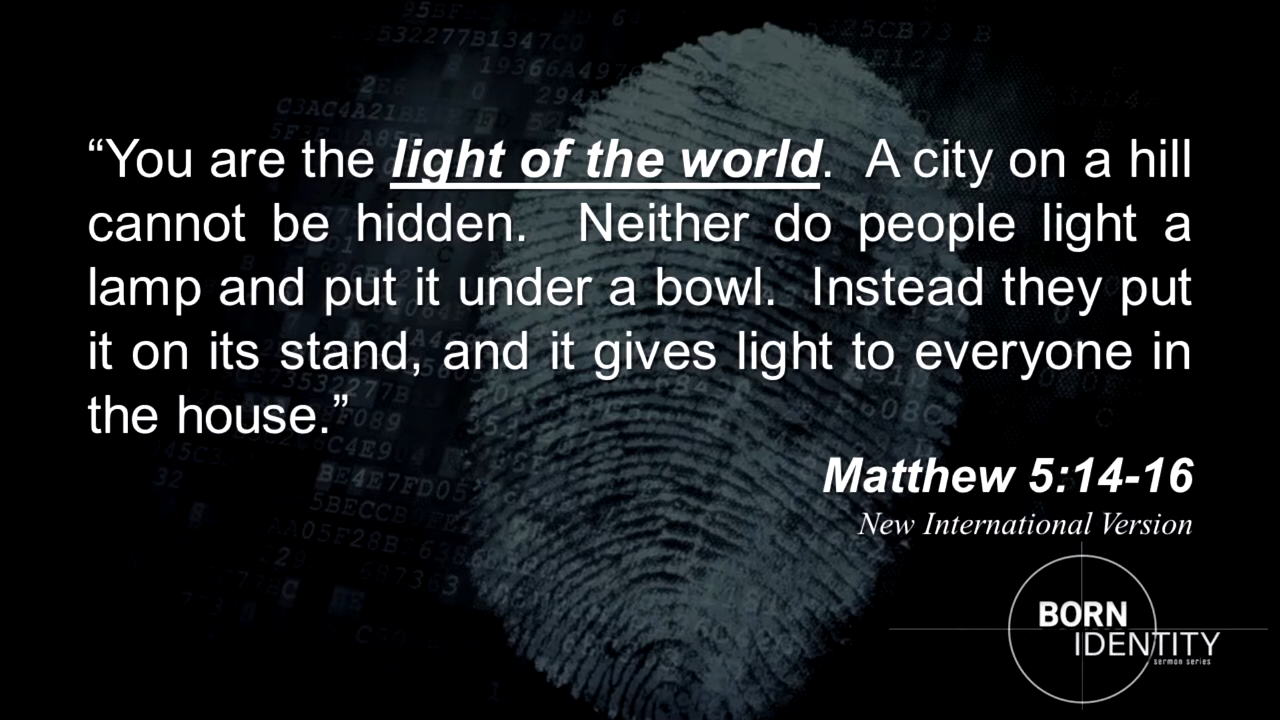 “You are the light of the world.  A city on a hill
cannot be hidden.  Neither do people light a
lamp and put it under a bowl.  Instead they put
it on its stand, and it gives light to everyone in
the house.”
Matthew 5:14-16
New International Version
BORN
IDENTITY
sermon series